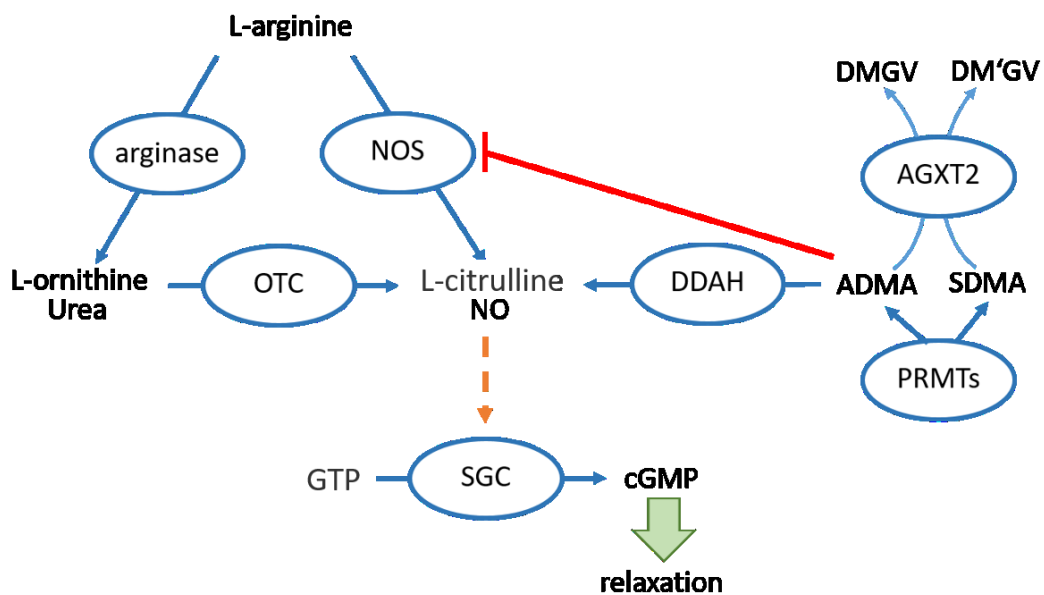 L-arginine
DMGV
DM‘GV
arginase
NOS
AGXT2
L-ornithine
Urea
OTC
L-citrulline
NO
DDAH
ADMA
SDMA
PRMTs
GTP
SGC
cGMP
relaxation